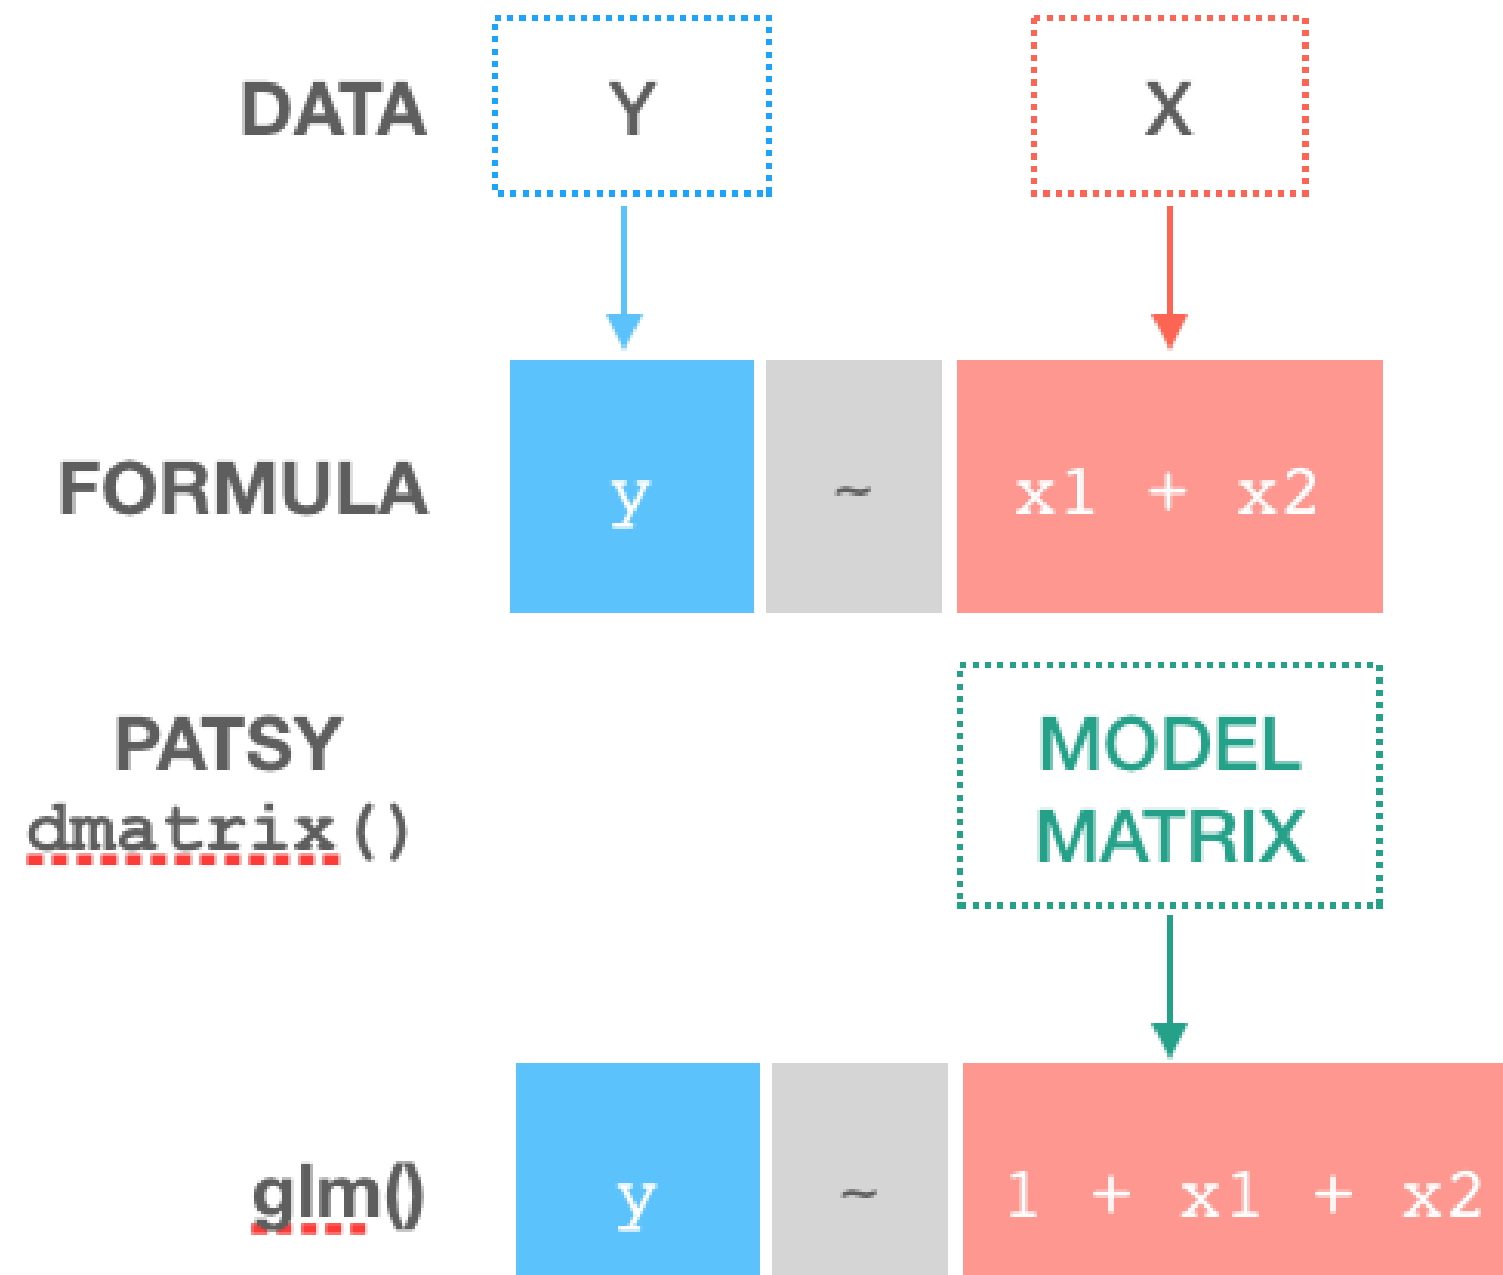 DATA Y X
FORMULA y ~ x1 + x2
PATSY
dmatrix()
MODEL
MATRIX
glm() y ~ 1 + x1 + x2